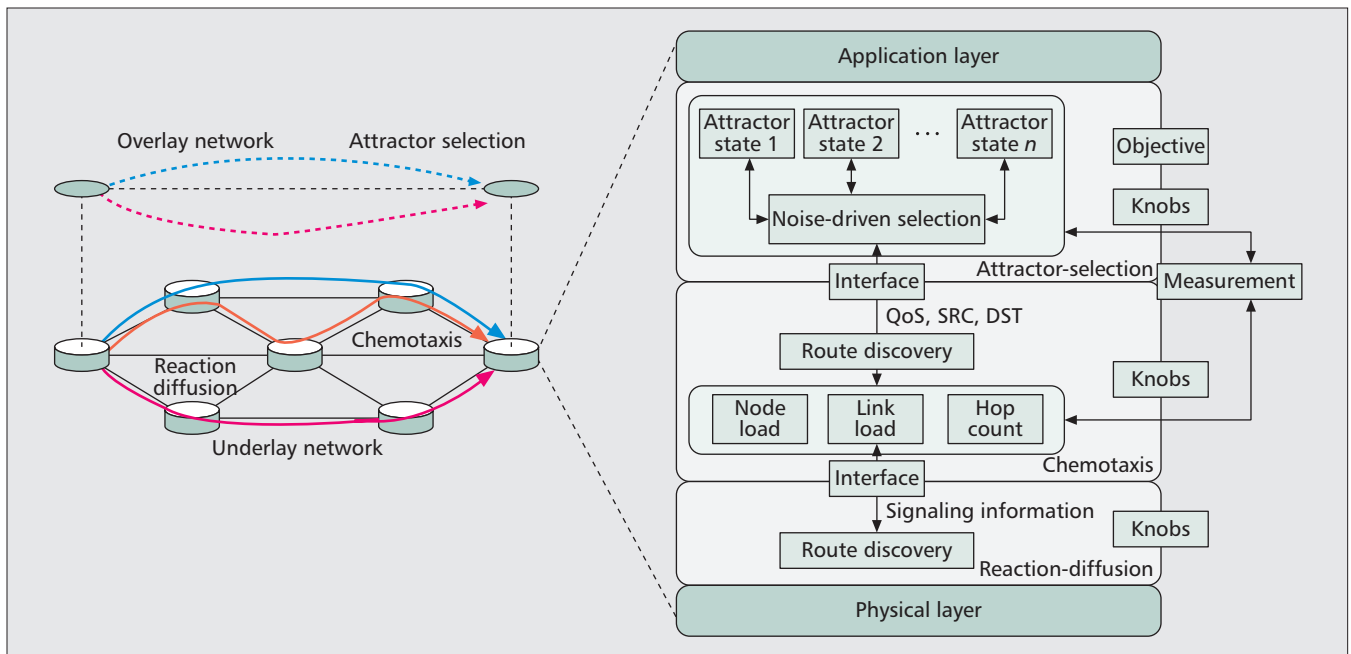 Overlay network
Attractor selection
Chemotaxis
Reaction
diffusion
Underlay network
Application layer
Attractor
state 1
Attractor
state 2
...
Attractor
state n
Noise-driven selection
Objective
Knobs
Attractor-selection
Measurement
Interface
QoS, SRC, DST
Route discovery
Knobs
Node
load
Link
load
Hop
count
Chemotaxis
Interface
Signaling information
Knobs
Route discovery
Reaction-diffusion
Physical layer